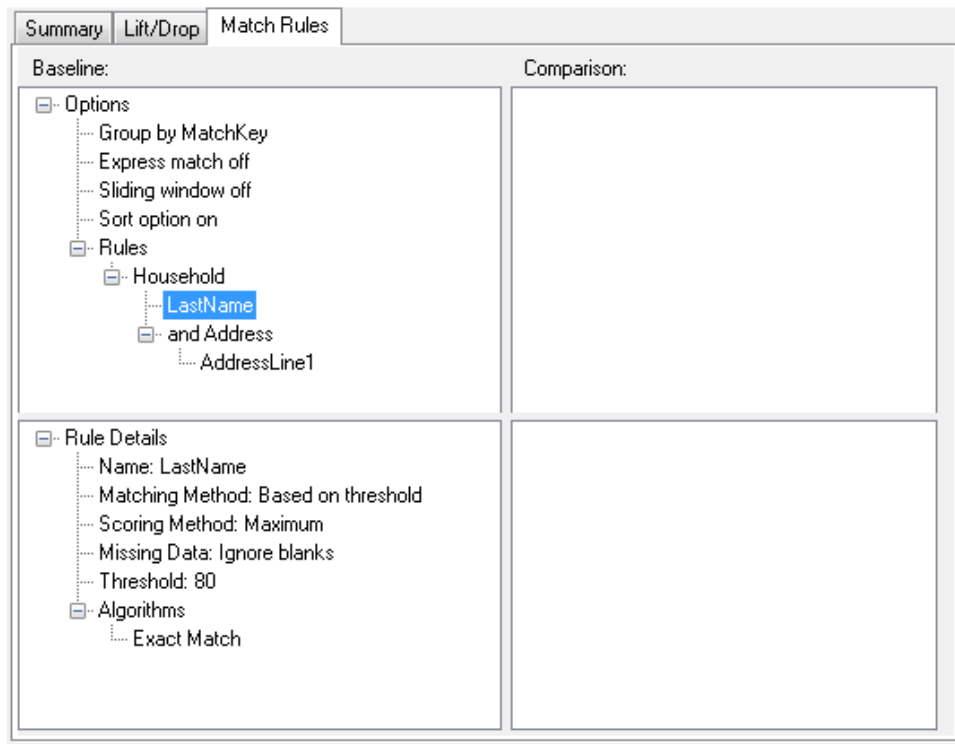 Summary Lift/Drop Match Rules
Baseline: Comparison:
Options
Group by MatchKey
Express match off
Sliding window off
Sort option on
Rules
Household
LastName
and Address
AddressLine1
Rule Details
Name: LastName
Matching Method: Based on threshold
Scoring Method: Maximum
Missing Data: Ignore blanks
Threshold: 80
Algorithms
Exact Match